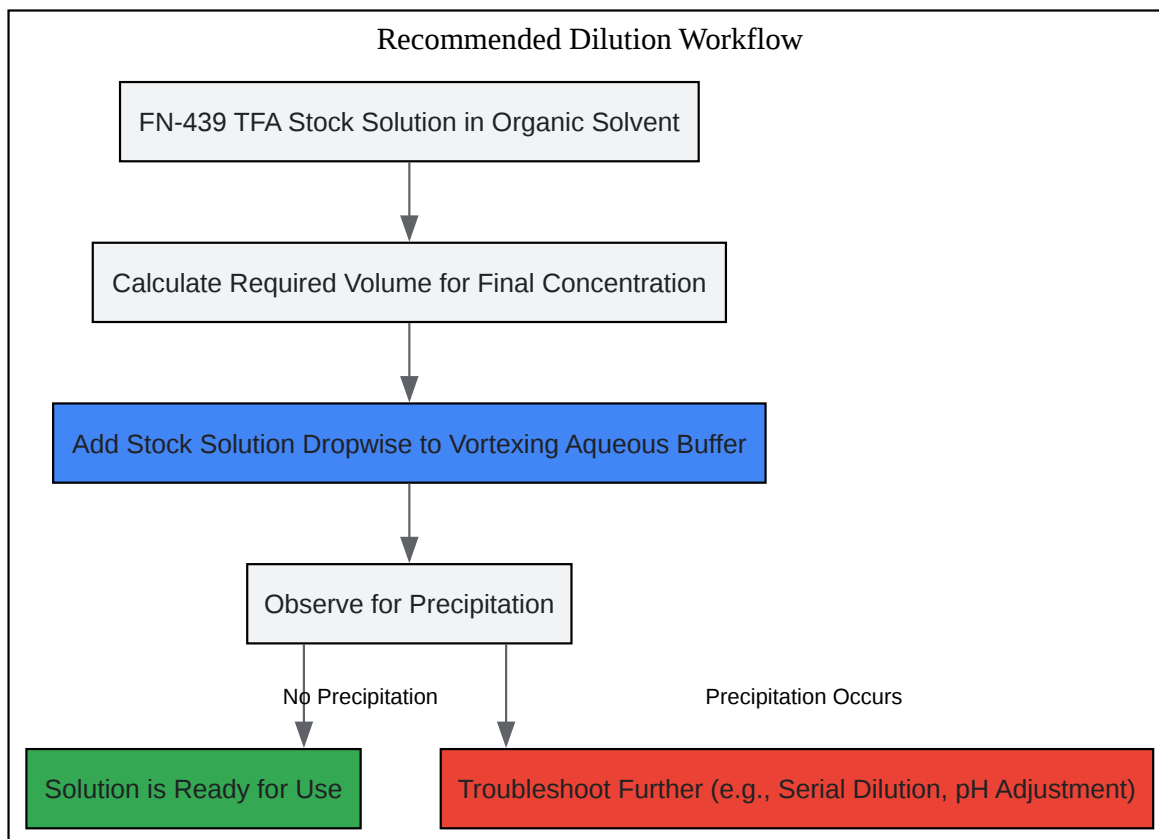 Recommended Dilution Workflow
FN-439 TFA Stock Solution in Organic Solvent
Calculate Required Volume for Final Concentration
Add Stock Solution Dropwise to Vortexing Aqueous Buffer
Observe for Precipitation
No Precipitation
Precipitation Occurs
Solution is Ready for Use
Troubleshoot Further (e.g., Serial Dilution, pH Adjustment)